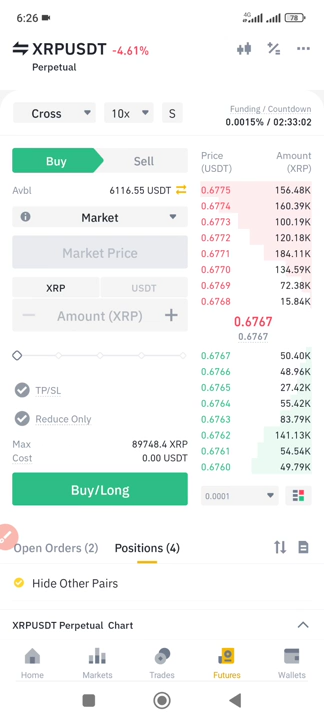 6:26
4G
78
XRPUSDT -4.61%
Perpetual
Cross
10x
S
Funding / Countdown
0.0015% / 02:33:02
Buy
Sell
Avbl
6116.55 USDT
Market
Market Price
XRP
USDT
Amount (XRP)
TP/SL
Reduce Only
Max
89748.4 XRP
Cost
0.00 USDT
Buy/Long
Price (USDT)
Amount (XRP)
0.6775 156.48K
0.6774 160.39K
0.6773 100.19K
0.6772 120.18K
0.6771 184.11K
0.6770 134.59K
0.6769 72.38K
0.6768 15.84K
0.6767
0.6767
0.6767 50.40K
0.6766 48.96K
0.6765 27.42K
0.6764 55.42K
0.6763 83.79K
0.6762 141.13K
0.6761 54.54K
0.6760 49.79K
0.0001
Open Orders (2)
Positions (4)
Hide Other Pairs
XRPUSDT Perpetual Chart
Home
Markets
Trades
Futures
Wallets